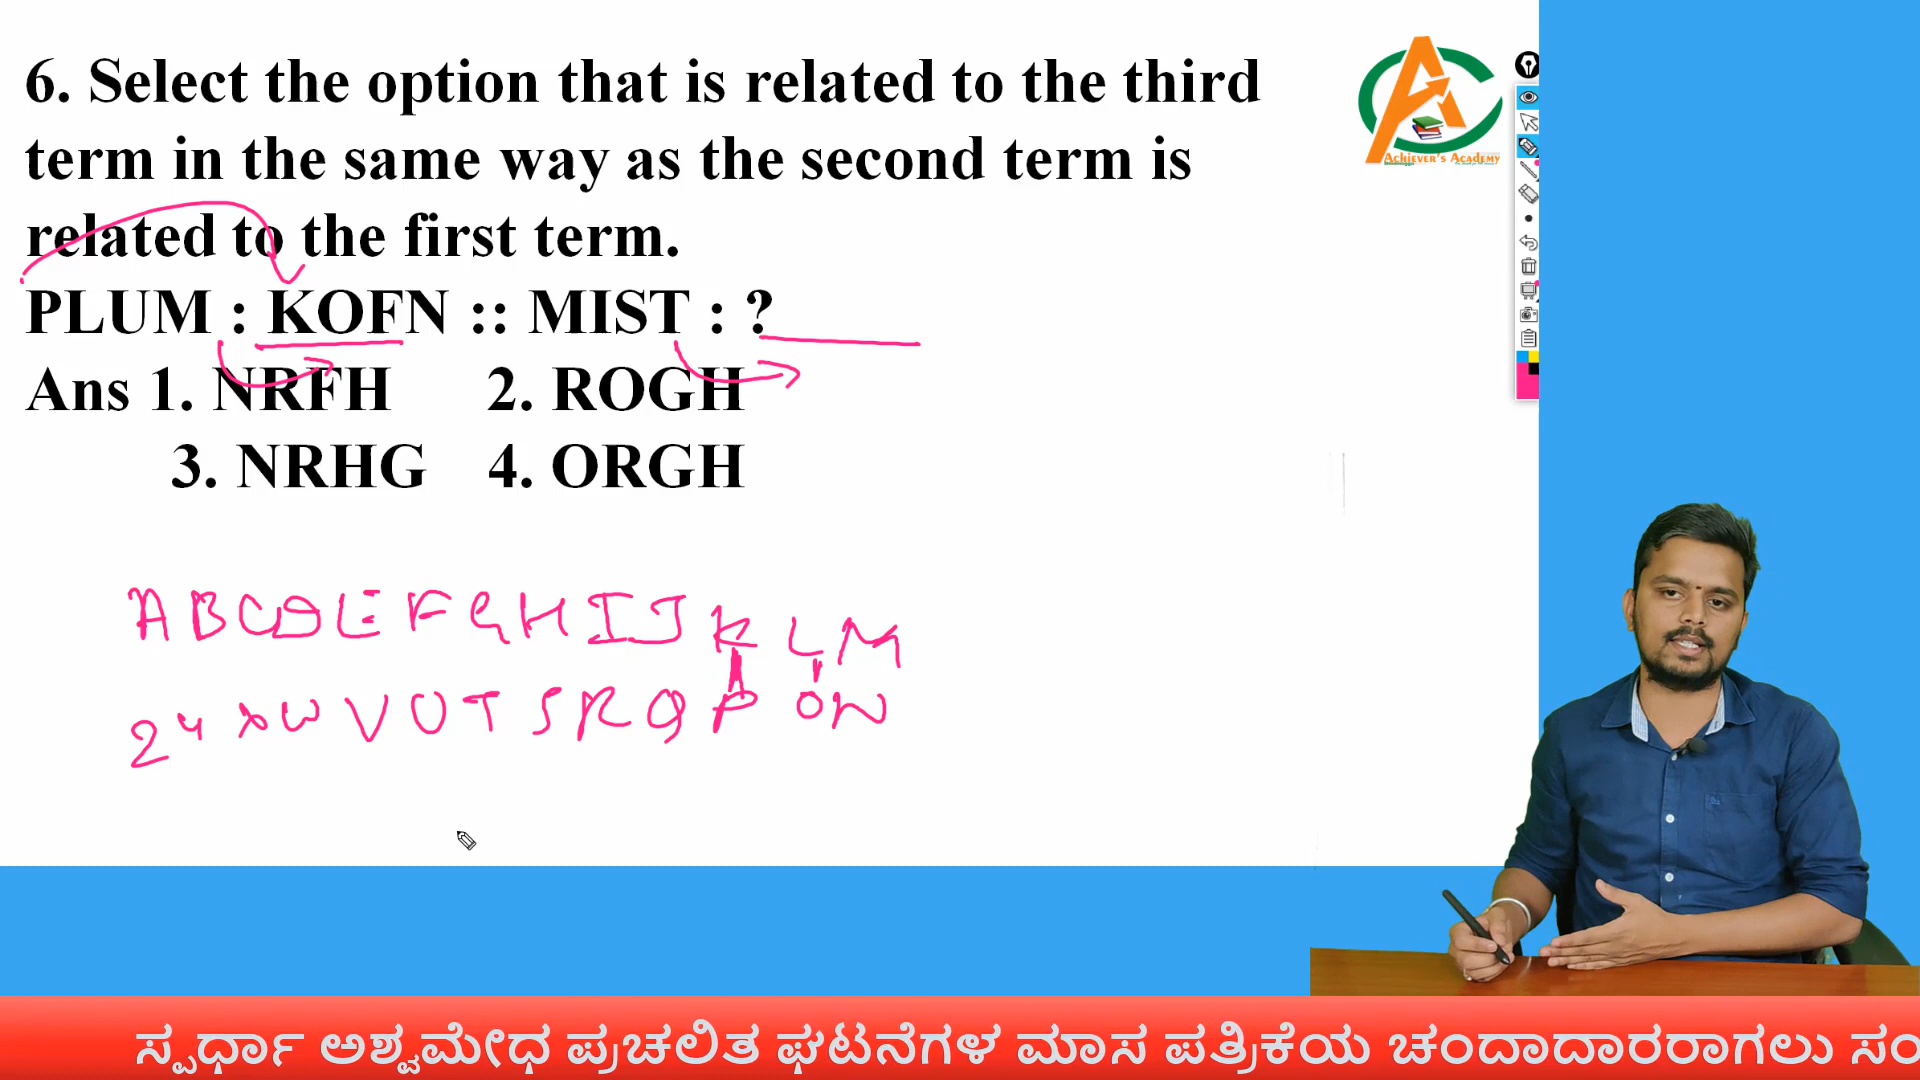 6. Select the option that is related to the third
term in the same way as the second term is
related to the first term.
PLUM : KOFN :: MIST : ?
Ans 1. NRFH 2. ROGH
3. NRHG 4. ORGH
ACHIEVER'S ACADEMY
A B C D E F G H I J K L M
Z Y X W V U T S R Q P O N
ಸ್ಪರ್ಧಾ ಅಶ್ವಮೇಧ ಪ್ರಚಲಿತ ಘಟನೆಗಳ ಮಾಸ ಪತ್ರಿಕೆಯ ಚಂದಾದಾರರಾಗಲು ಸಂ